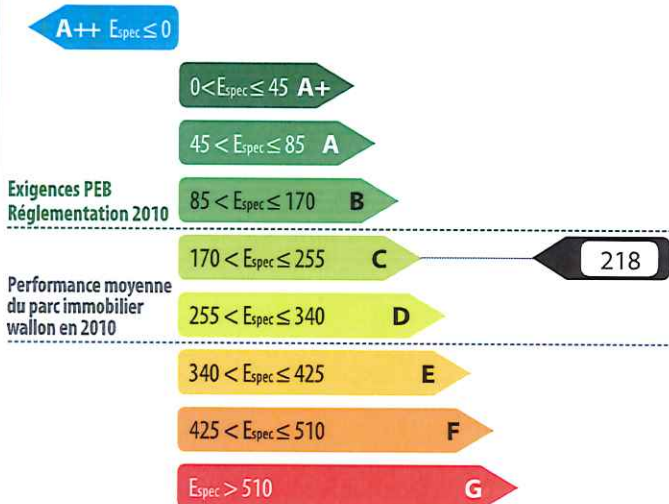 A++ Espec ≤ 0
0 < Espec ≤ 45 A+
45 < Espec ≤ 85 A
Exigences PEB
Réglementation 2010
85 < Espec ≤ 170 B
170 < Espec ≤ 255 C
218
Performance moyenne
du parc immobilier
wallon en 2010
255 < Espec ≤ 340 D
340 < Espec ≤ 425 E
425 < Espec ≤ 510 F
Espec > 510 G